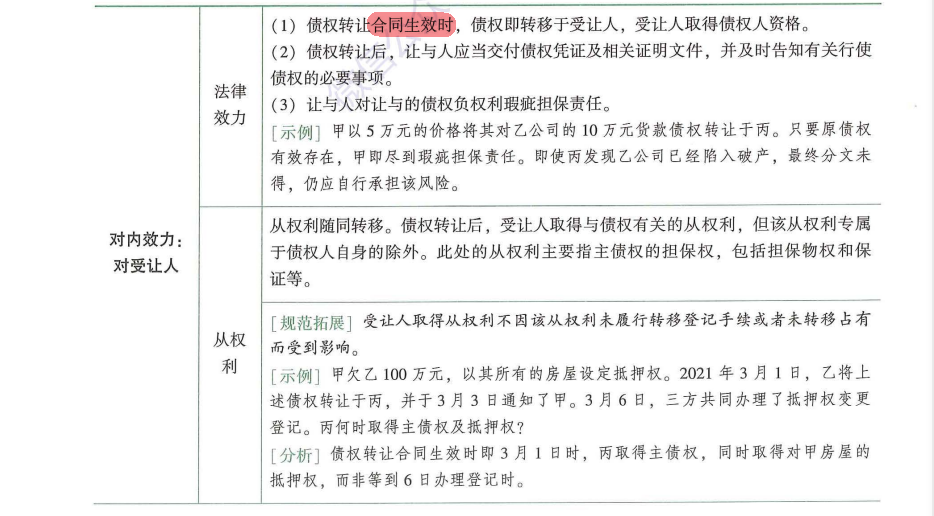 (1) 债权转让合同生效时，债权即转移于受让人，受让人取得债权人资格。
(2) 债权转让后，让与人应当交付债权凭证及相关证明文件，并及时告知有关行使
债权的必要事项。
(3) 让与人对让与的债权负权利瑕疵担保责任。
法律
效力
[示例] 甲以 5 万元的价格将其对乙公司的 10 万元货款债权转让于丙。只要原债权
有效存在，甲即尽到瑕疵担保责任。即使丙发现乙公司已经陷入破产，最终分文未
得，仍应自行承担该风险。
对内效力：
对受让人
从权利随同转移。债权转让后，受让人取得与债权有关的从权利，但该从权利专属
于债权人自身的除外。此处的从权利主要指主债权的担保权，包括担保物权和保
证等。
从权
利
[规范拓展] 受让人取得从权利不因该从权利未履行转移登记手续或者未转移占有
而受到影响。
[示例] 甲欠乙 100 万元，以其所有的房屋设定抵押权。2021 年 3 月 1 日，乙将上
述债权转让于丙，并于 3 月 3 日通知了甲。3 月 6 日，三方共同办理了抵押权变更
登记。丙何时取得主债权及抵押权？
[分析] 债权转让合同生效时即 3 月 1 日时，丙取得主债权，同时取得对甲房屋的
抵押权，而非等到 6 日办理登记时。